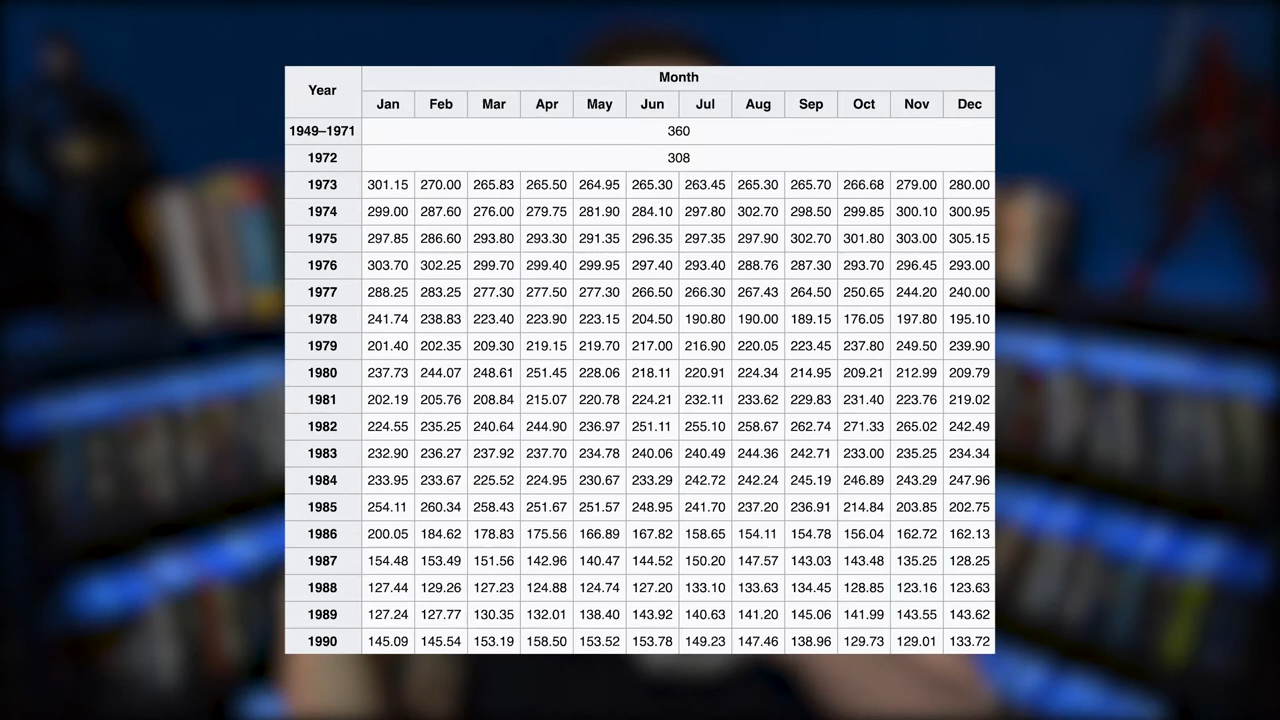 Year Month
Jan Feb Mar Apr May Jun Jul Aug Sep Oct Nov Dec
1949–1971 360
1972 308
1973 301.15 270.00 265.83 265.50 264.95 265.30 263.45 265.30 265.70 266.68 279.00 280.00
1974 299.00 287.60 276.00 279.75 281.90 284.10 297.80 302.70 298.50 299.85 300.10 300.95
1975 297.85 286.60 293.80 293.30 291.35 296.35 297.35 297.90 302.70 301.80 303.00 305.15
1976 303.70 302.25 299.70 299.40 299.95 297.40 293.40 288.76 287.30 293.70 296.45 293.00
1977 288.25 283.25 277.30 277.50 277.30 266.50 266.30 267.43 264.50 250.65 244.20 240.00
1978 241.74 238.83 223.40 223.90 223.15 204.50 190.80 190.00 189.15 176.05 197.80 195.10
1979 201.40 202.35 209.30 219.15 219.70 217.00 216.90 220.05 223.45 237.80 249.50 239.90
1980 237.73 244.07 248.61 251.45 228.06 218.11 220.91 224.34 214.95 209.21 212.99 209.79
1981 202.19 205.76 208.84 215.07 220.78 224.21 232.11 233.62 229.83 231.40 223.76 219.02
1982 224.55 235.25 240.64 244.90 236.97 251.11 255.10 258.67 262.74 271.33 265.02 242.49
1983 232.90 236.27 237.92 237.70 234.78 240.06 240.49 244.36 242.71 233.00 235.25 234.34
1984 233.95 233.67 225.52 224.95 230.67 233.29 242.72 242.24 245.19 246.89 243.29 247.96
1985 254.11 260.34 258.43 251.67 251.57 248.95 241.70 237.20 236.91 214.84 203.85 202.75
1986 200.05 184.62 178.83 175.56 166.89 167.82 158.65 154.11 154.78 156.04 162.72 162.13
1987 154.48 153.49 151.56 142.96 140.47 144.52 150.20 147.57 143.03 143.48 135.25 128.25
1988 127.44 129.26 127.23 124.88 124.74 127.20 133.10 133.63 134.45 128.85 123.16 123.63
1989 127.24 127.77 130.35 132.01 138.40 143.92 140.63 141.20 145.06 141.99 143.55 143.62
1990 145.09 145.54 153.19 158.50 153.52 153.78 149.23 147.46 138.96 129.73 129.01 133.72